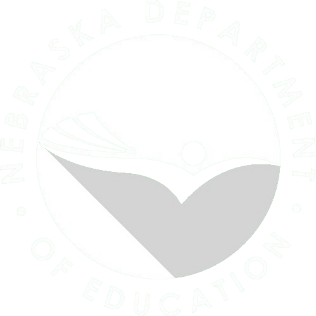 NEBRASKA DEPARTMENT
OF EDUCATION